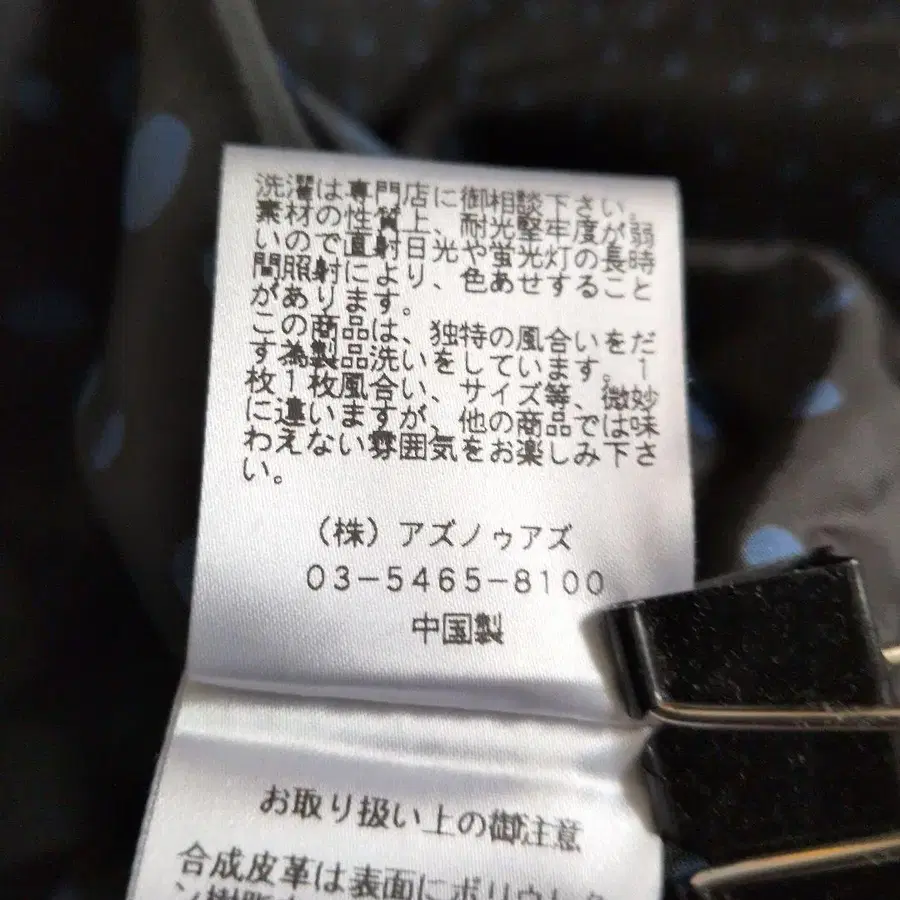 洗濯は専門店に御相談下さい。
素材の性質上、耐光堅牢度が弱
いので直射日光や蛍光灯の長時
間照射により、色あせすること
があります。
この商品は、独特の風合いをだ
す為製品洗いをしています。1
枚1枚風合い、サイズ等、微妙
に違いますが、他の商品では味
わえない雰囲気をお楽しみ下さ
い。
(株)アズノゥアズ
03-5465-8100
中国製
お取り扱い上の御注意
合成皮革は表面にポリウレタ
ン樹脂